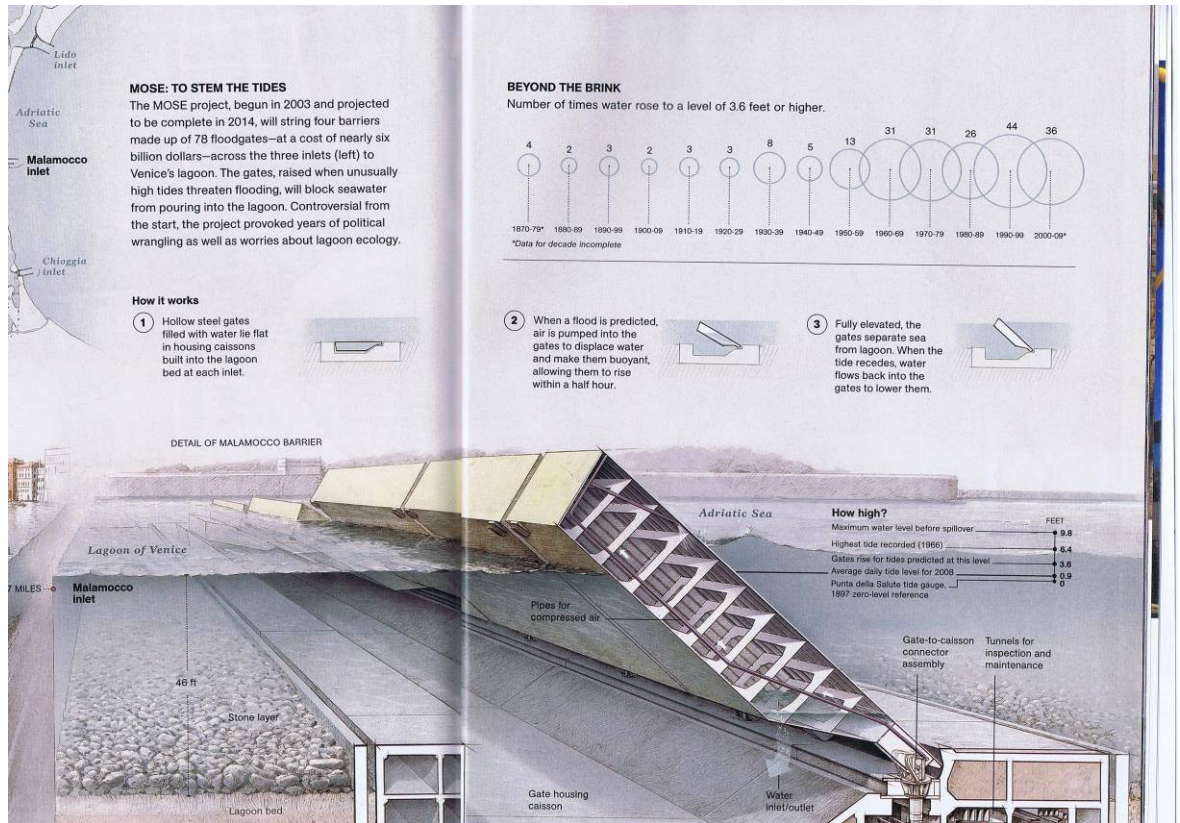 Lido
inlet
Adriatic
Sea
Malamocco
inlet
Chioggia
inlet
MOSE: TO STEM THE TIDES
The MOSE project, begun in 2003 and projected
to be complete in 2014, will string four barriers
made up of 78 floodgates—at a cost of nearly six
billion dollars—across the three inlets (left) to
Venice's lagoon. The gates, raised when unusually
high tides threaten flooding, will block seawater
from pouring into the lagoon. Controversial from
the start, the project provoked years of political
wrangling as well as worries about lagoon ecology.
BEYOND THE BRINK
Number of times water rose to a level of 3.6 feet or higher.
4 2 3 2 3 3 8 5 13 31 31 26 44 36
1870-79* 1880-89 1890-99 1900-09 1910-19 1920-29 1930-39 1940-49 1950-59 1960-69 1970-79 1980-89 1990-99 2000-09*
*Data for decade incomplete
How it works
1 Hollow steel gates
filled with water lie flat
in housing caissons
built into the lagoon
bed at each inlet.
2 When a flood is predicted,
air is pumped into the
gates to displace water
and make them buoyant,
allowing them to rise
within a half hour.
3 Fully elevated, the
gates separate sea
from lagoon. When the
tide recedes, water
flows back into the
gates to lower them.
DETAIL OF MALAMOCCO BARRIER
Lagoon of Venice
7 MILES
Malamocco
inlet
46 ft
Stone layer
Lagoon bed
Adriatic Sea
How high?
FEET
Maximum water level before spillover 9.8
Highest tide recorded (1966) 6.4
Gates rise for tides predicted at this level 3.6
Average daily tide level for 2008 0.9
Punta della Salute tide gauge, 0
1897 zero-level reference
Pipes for
compressed air
Gate-to-caisson
connector
assembly
Tunnels for
inspection and
maintenance
Gate housing
caisson
Water
inlet/outlet